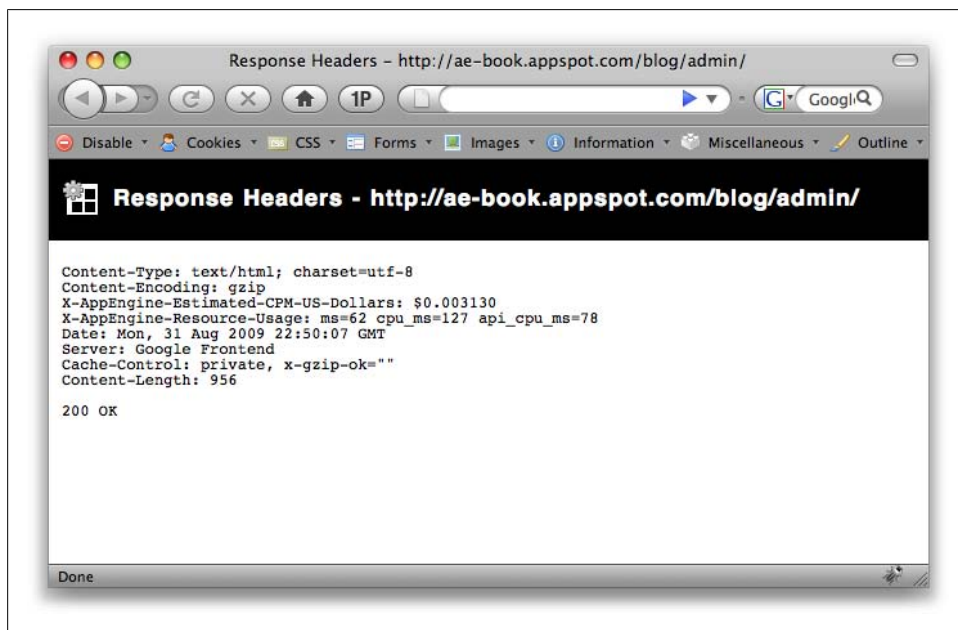 Response Headers - http://ae-book.appspot.com/blog/admin/
1P G Googl
Disable Cookies CSS Forms Images Information Miscellaneous Outline
Response Headers - http://ae-book.appspot.com/blog/admin/
Content-Type: text/html; charset=utf-8
Content-Encoding: gzip
X-AppEngine-Estimated-CPM-US-Dollars: $0.003130
X-AppEngine-Resource-Usage: ms=62 cpu_ms=127 api_cpu_ms=78
Date: Mon, 31 Aug 2009 22:50:07 GMT
Server: Google Frontend
Cache-Control: private, x-gzip-ok=""
Content-Length: 956
200 OK
Done